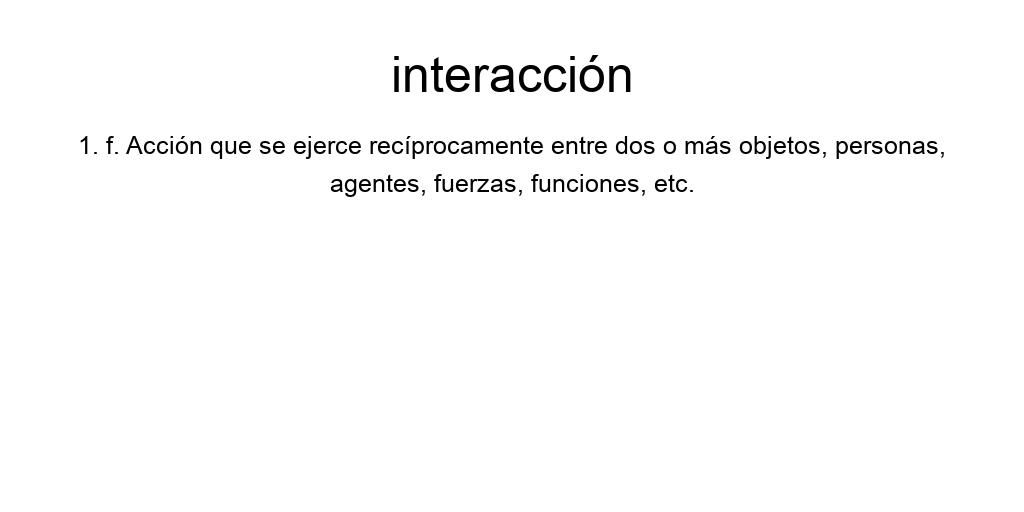 interacción
1. f. Acción que se ejerce recíprocamente entre dos o más objetos, personas,
agentes, fuerzas, funciones, etc.